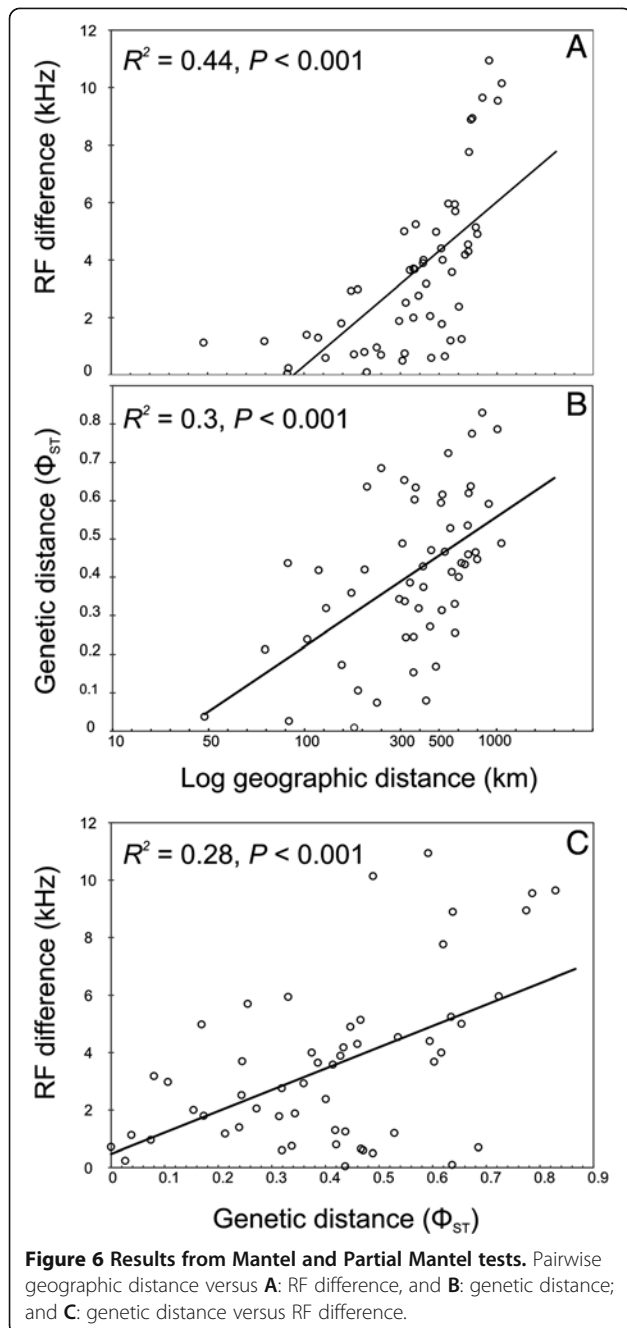 A
R² = 0.44, P < 0.001
RF difference (kHz)
12
10
8
6
4
2
0
B
R² = 0.3, P < 0.001
Genetic distance (ΦST)
0.8
0.7
0.6
0.5
0.4
0.3
0.2
0.1
0
10 50 100 300 500 1000
Log geographic distance (km)
C
R² = 0.28, P < 0.001
RF difference (kHz)
12
10
8
6
4
2
0
0 0.1 0.2 0.3 0.4 0.5 0.6 0.7 0.8 0.9
Genetic distance (ΦST)
Figure 6 Results from Mantel and Partial Mantel tests. Pairwise
geographic distance versus A: RF difference, and B: genetic distance;
and C: genetic distance versus RF difference.